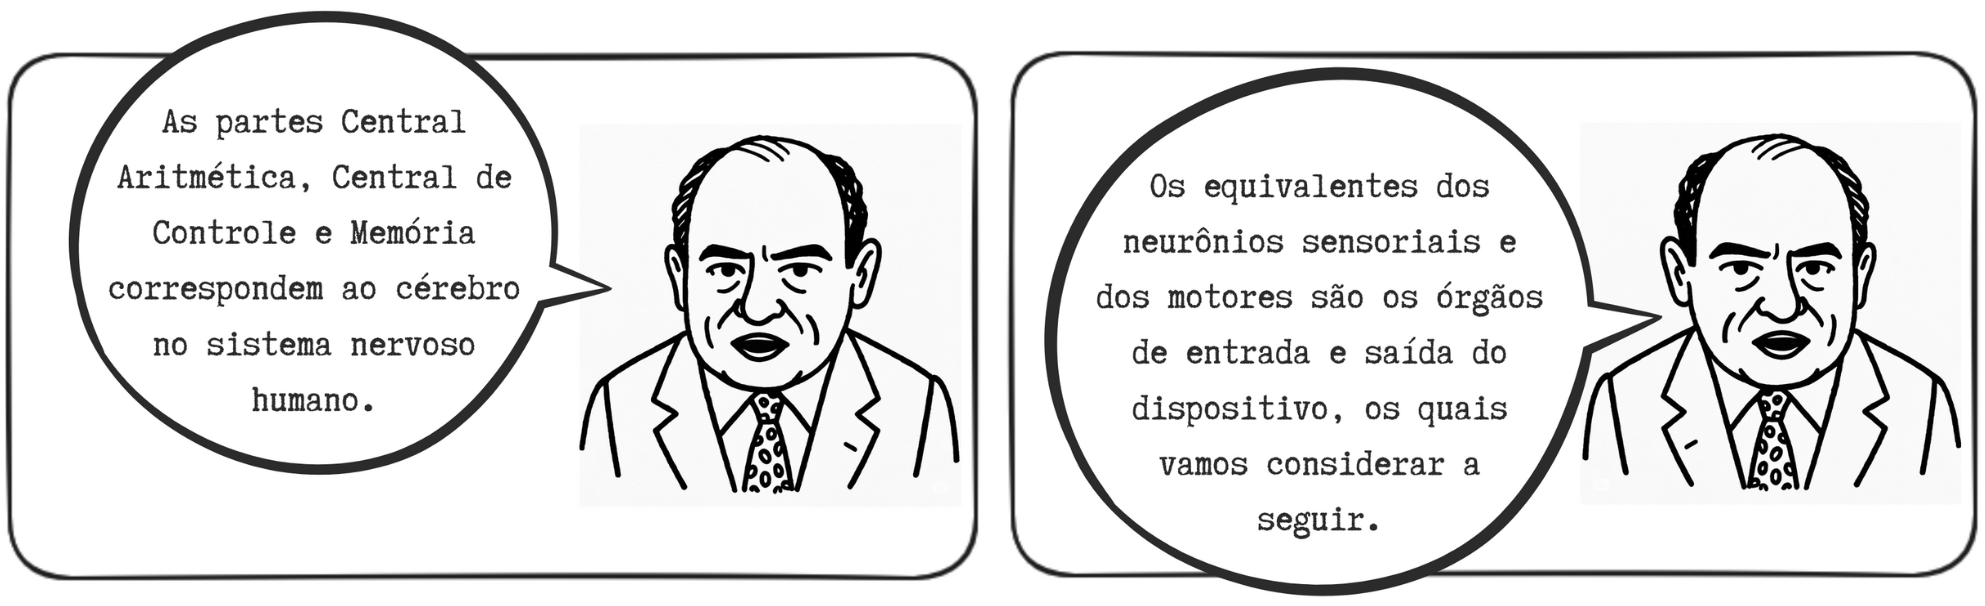 As partes Central
Aritmética, Central de
Controle e Memória
correspondem ao cérebro
no sistema nervoso
humano.
Os equivalentes dos
neurônios sensoriais e
dos motores são os órgãos
de entrada e saída do
dispositivo, os quais
vamos considerar a
seguir.